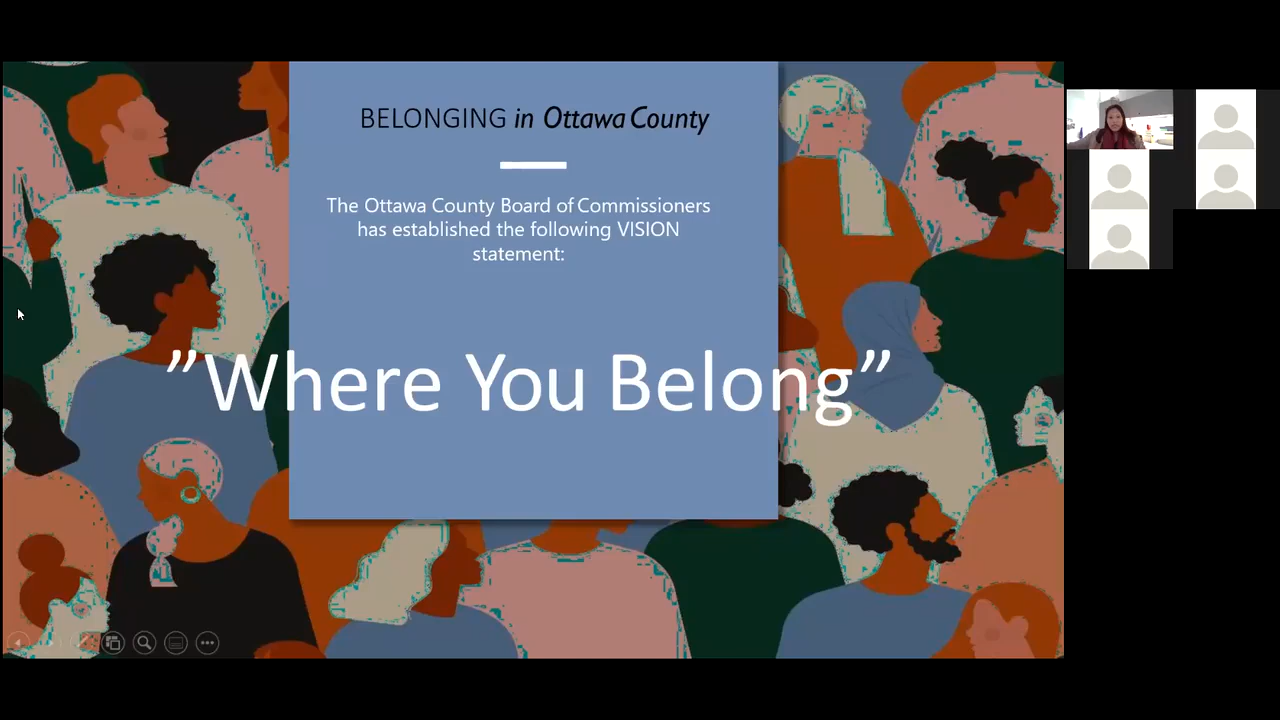 BELONGING in Ottawa County
The Ottawa County Board of Commissioners
has established the following VISION
statement:
”Where You Belong”